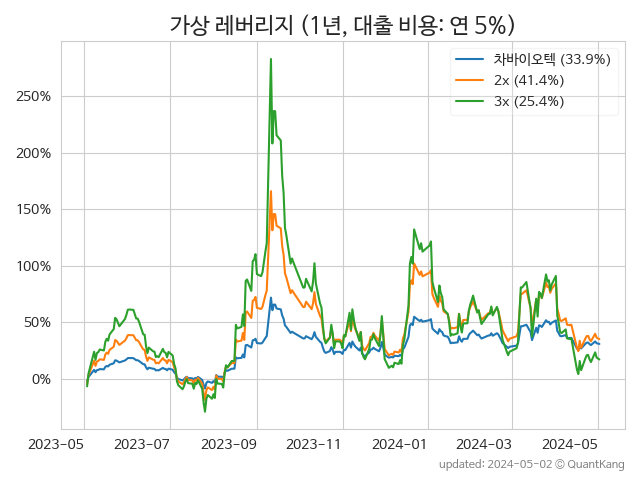 가상 레버리지 (1년, 대출 비용: 연 5%)
차바이오텍 (33.9%)
2x (41.4%)
3x (25.4%)
250%
200%
150%
100%
50%
0%
2023-05 2023-07 2023-09 2023-11 2024-01 2024-03 2024-05
updated: 2024-05-02 © QuantKang